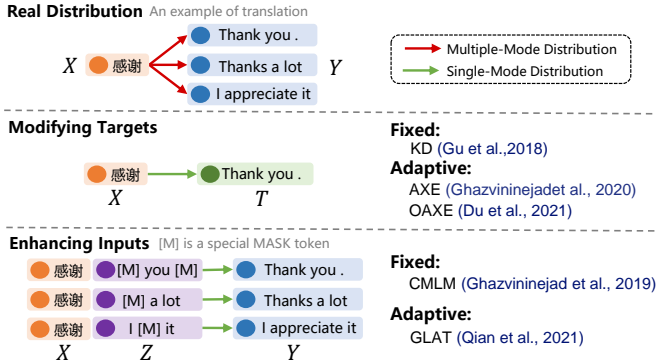 Real Distribution An example of translation
X 感谢 Thank you .
Thanks a lot
I appreciate it
Y
Multiple-Mode Distribution
Single-Mode Distribution
Modifying Targets
感谢 Thank you .
X T
Fixed:
KD (Gu et al.,2018)
Adaptive:
AXE (Ghazvininejadet al., 2020)
OAXE (Du et al., 2021)
Enhancing Inputs [M] is a special MASK token
感谢 [M] you [M] Thank you .
感谢 [M] a lot Thanks a lot
感谢 I [M] it I appreciate it
X Z Y
Fixed:
CMLM (Ghazvininejad et al., 2019)
Adaptive:
GLAT (Qian et al., 2021)